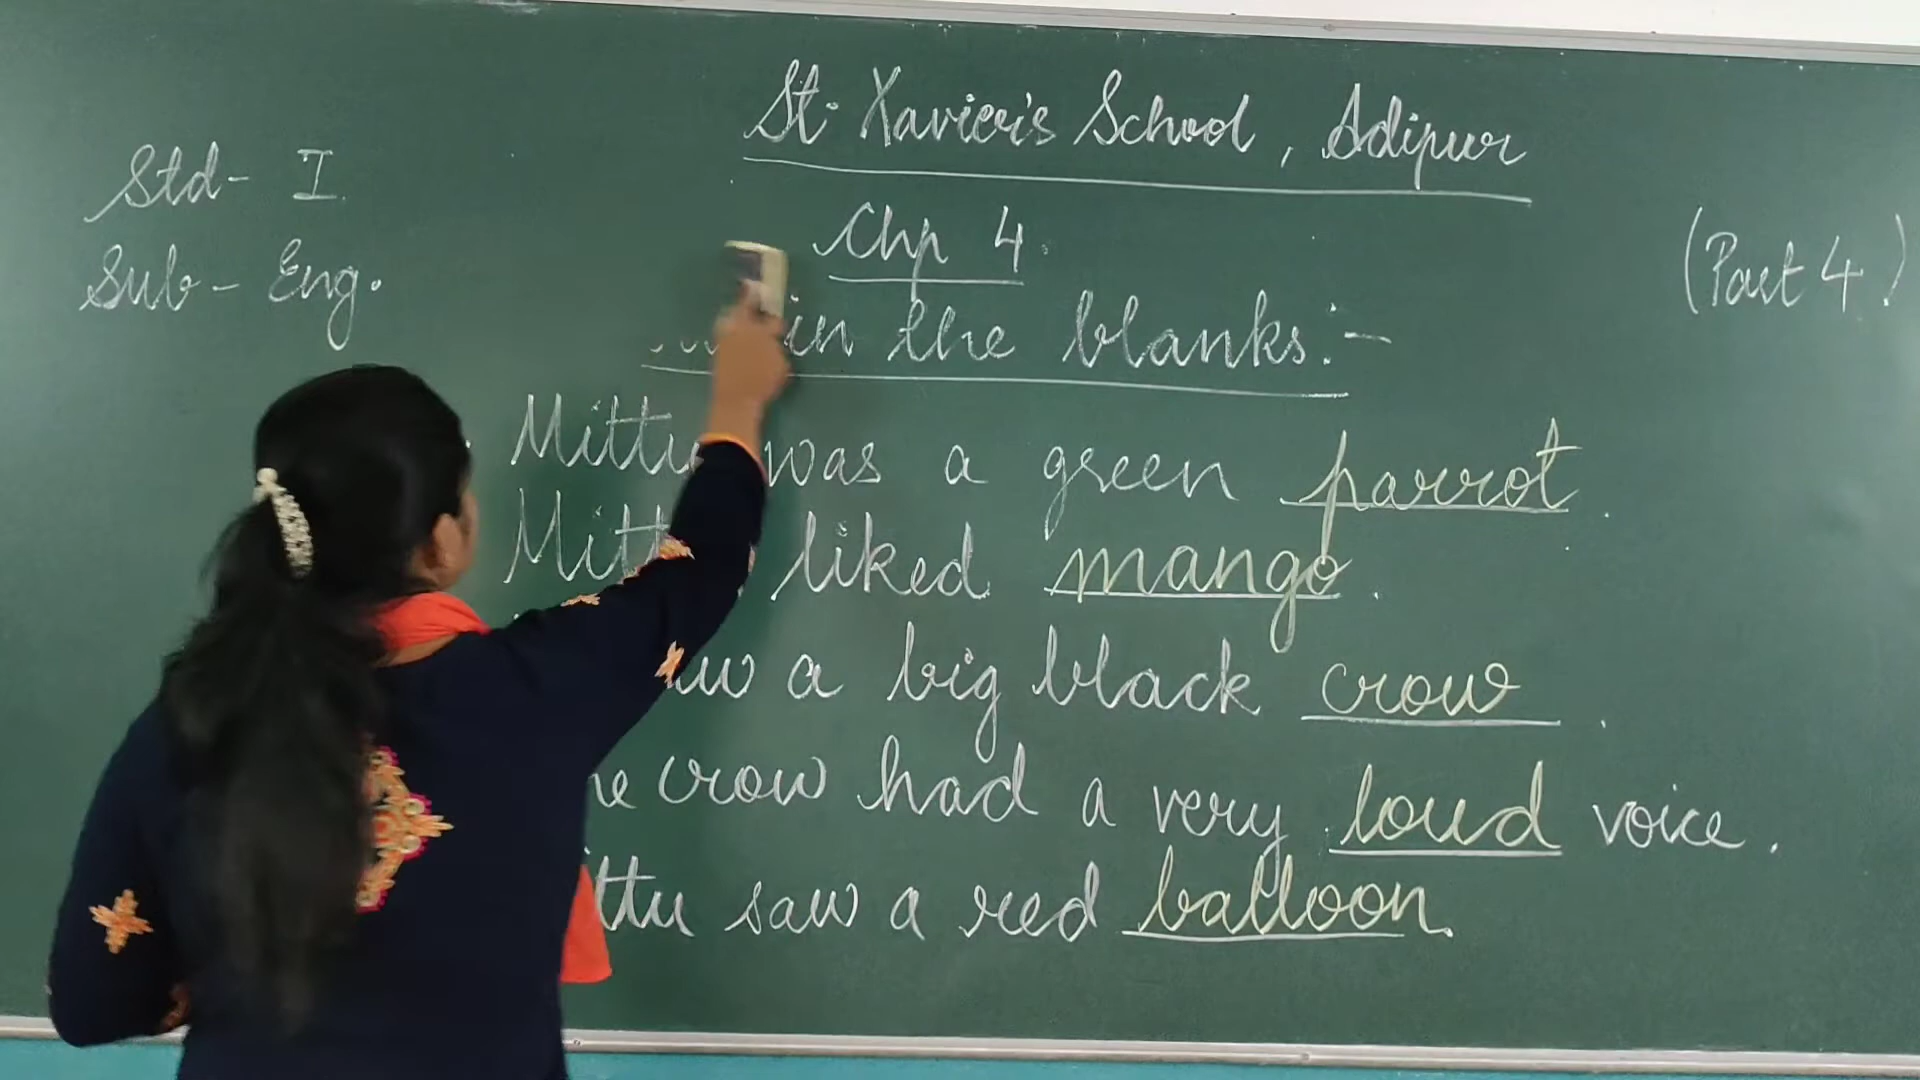 St. Xavier's School, Adipur
Std- I
Chp 4.
Sub- Eng.
(Part 4)
in the blanks:-
Mittu was a green parrot.
liked mango.
a big black crow.
crow had a very loud voice.
saw a red balloon.